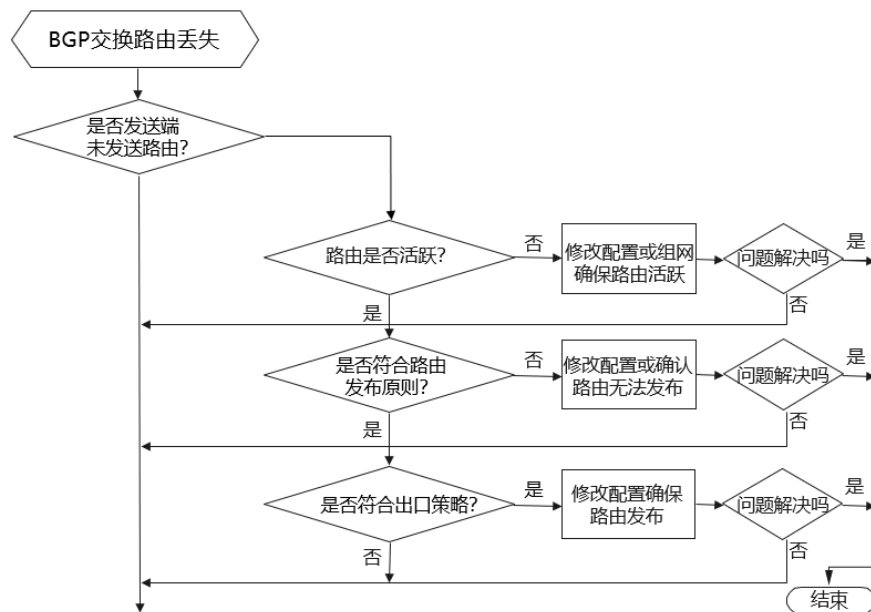 BGP交换路由丢失
是否发送端
未发送路由？
路由是否活跃？
否
修改配置或组网
确保路由活跃
问题解决吗
是
是
否
是否符合路由
发布原则？
否
修改配置或确认
路由无法发布
问题解决吗
是
是
否
是否符合出口策略？
是
修改配置确保
路由发布
问题解决吗
是
否
否
结束